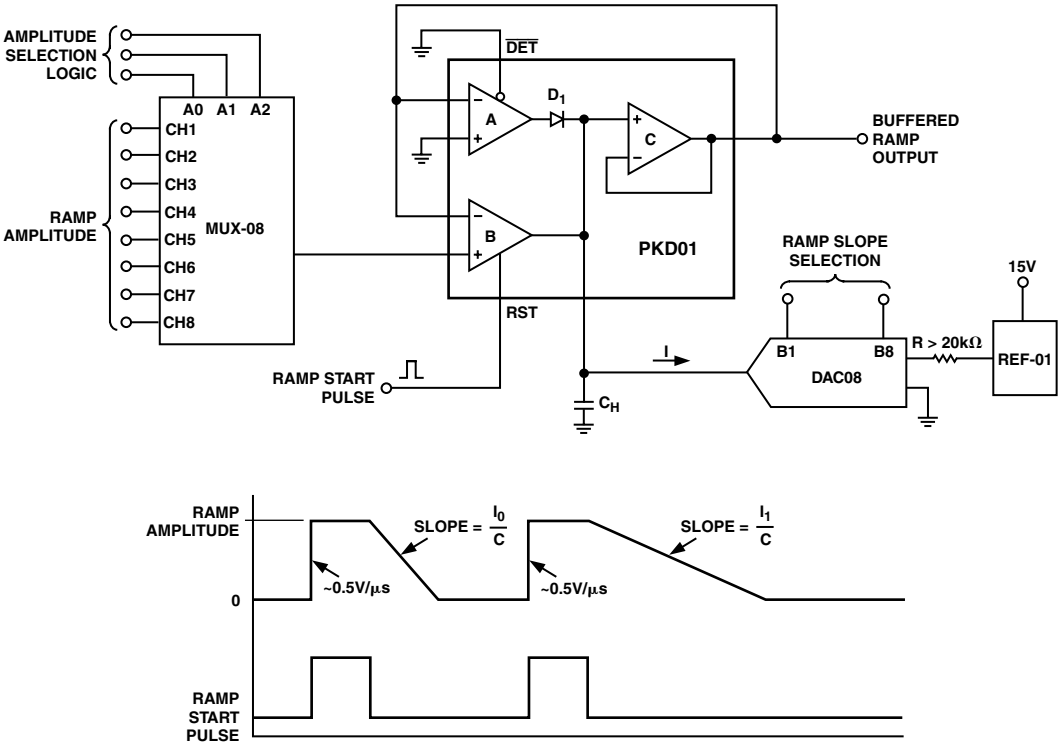 AMPLITUDE
SELECTION
LOGIC
A0 A1 A2
CH1
CH2
CH3
CH4
CH5
CH6
CH7
CH8
RAMP
AMPLITUDE
MUX-08
DET
D1
−
A
+
+
C
−
−
B
+
PKD01
RST
BUFFERED
RAMP
OUTPUT
RAMP START
PULSE
I
CH
RAMP SLOPE
SELECTION
B1 B8
DAC08
R > 20kΩ
15V
REF-01
RAMP
AMPLITUDE
SLOPE = I0
C
SLOPE = I1
C
~0.5V/μs
~0.5V/μs
0
RAMP
START
PULSE